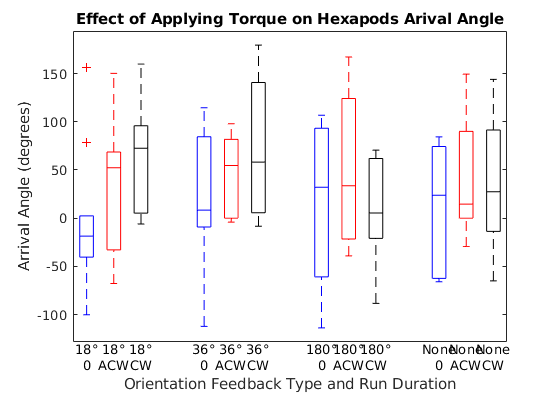 Effect of Applying Torque on Hexapods Arival Angle
Arrival Angle (degrees)
150
100
50
0
-50
-100
18° 18° 18° 36° 36° 36° 180° 180° 180° None None None
0 ACW CW 0 ACW CW 0 ACW CW 0 ACW CW
Orientation Feedback Type and Run Duration